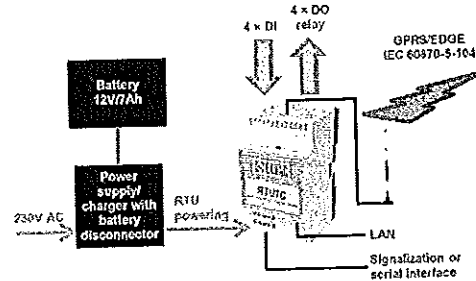 4 × DI
4 × DO
relay
GPRS/EDGE
IEC 60870-5-104
Battery
12V/7Ah
Power
supply/
charger with
battery
disconnector
230V AC
RTU
powering
LAN
Signalization or
serial interface